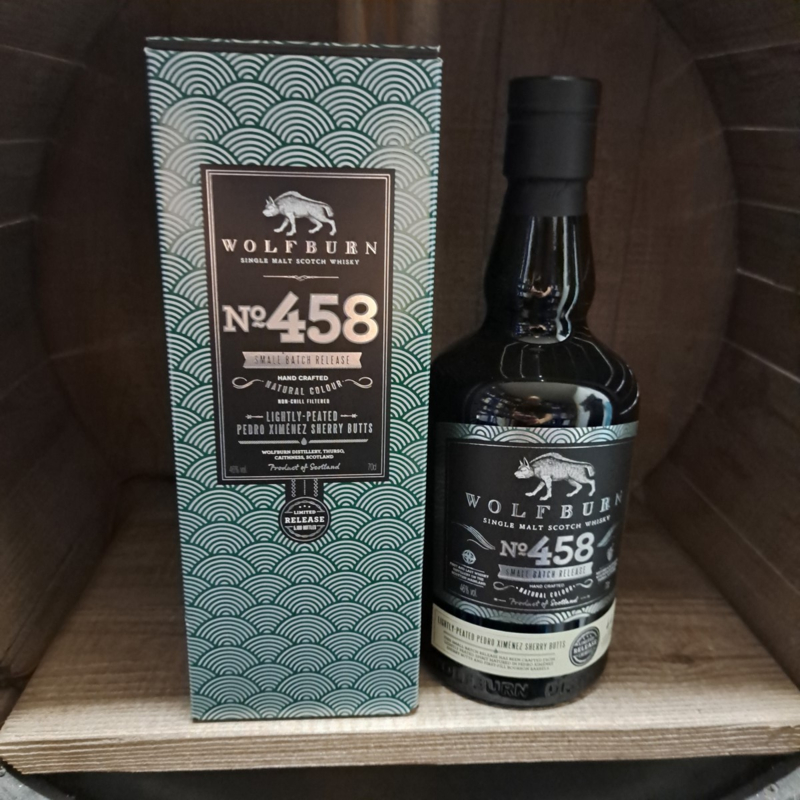 WOLFBURN
SINGLE MALT SCOTCH WHISKY
No458
SMALL BATCH RELEASE
HAND CRAFTED
NATURAL COLOUR
NON-CHILL FILTERED
LIGHTLY-PEATED
PEDRO XIMÉNEZ SHERRY BUTTS
WOLFBURN DISTILLERY, THURSO,
CAITHNESS, SCOTLAND
46% vol Product of Scotland 70cl
LIMITED
RELEASE
WOLFBURN
SINGLE MALT SCOTCH WHISKY
No458
SMALL BATCH RELEASE
HAND CRAFTED
NATURAL COLOUR
46% vol
Product of Scotland
LIGHTLY-PEATED PEDRO XIMÉNEZ SHERRY BUTTS
RELEASE